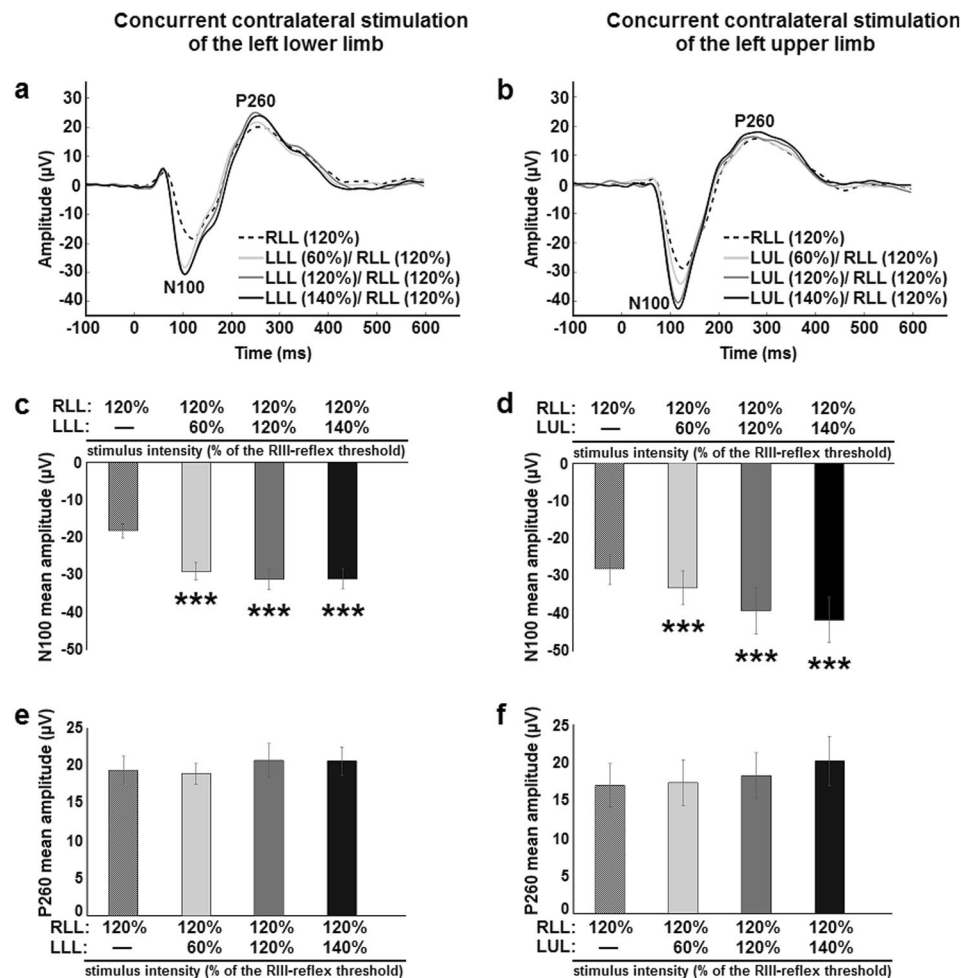 Concurrent contralateral stimulation
of the left lower limb
Concurrent contralateral stimulation
of the left upper limb
a
30
20
10
0
-10
-20
-30
-40
Amplitude (µV)
P260
N100
RLL (120%)
LLL (60%)/ RLL (120%)
LLL (120%)/ RLL (120%)
LLL (140%)/ RLL (120%)
-100 0 100 200 300 400 500 600
Time (ms)
b
30
20
10
0
-10
-20
-30
-40
Amplitude (µV)
P260
N100
RLL (120%)
LUL (60%)/ RLL (120%)
LUL (120%)/ RLL (120%)
LUL (140%)/ RLL (120%)
-100 0 100 200 300 400 500 600
Time (ms)
c
RLL: 120% 120% 120% 120%
LLL: — 60% 120% 140%
stimulus intensity (% of the RIII-reflex threshold)
0
-10
-20
-30
-40
-50
N100 mean amplitude (µV)
*** *** ***
d
RLL: 120% 120% 120% 120%
LUL: — 60% 120% 140%
stimulus intensity (% of the RIII-reflex threshold)
0
-10
-20
-30
-40
-50
N100 mean amplitude (µV)
*** *** ***
e
25
20
15
10
5
0
P260 mean amplitude (µV)
RLL: 120% 120% 120% 120%
LLL: — 60% 120% 140%
stimulus intensity (% of the RIII-reflex threshold)
f
25
20
15
10
5
0
P260 mean amplitude (µV)
RLL: 120% 120% 120% 120%
LUL: — 60% 120% 140%
stimulus intensity (% of the RIII-reflex threshold)